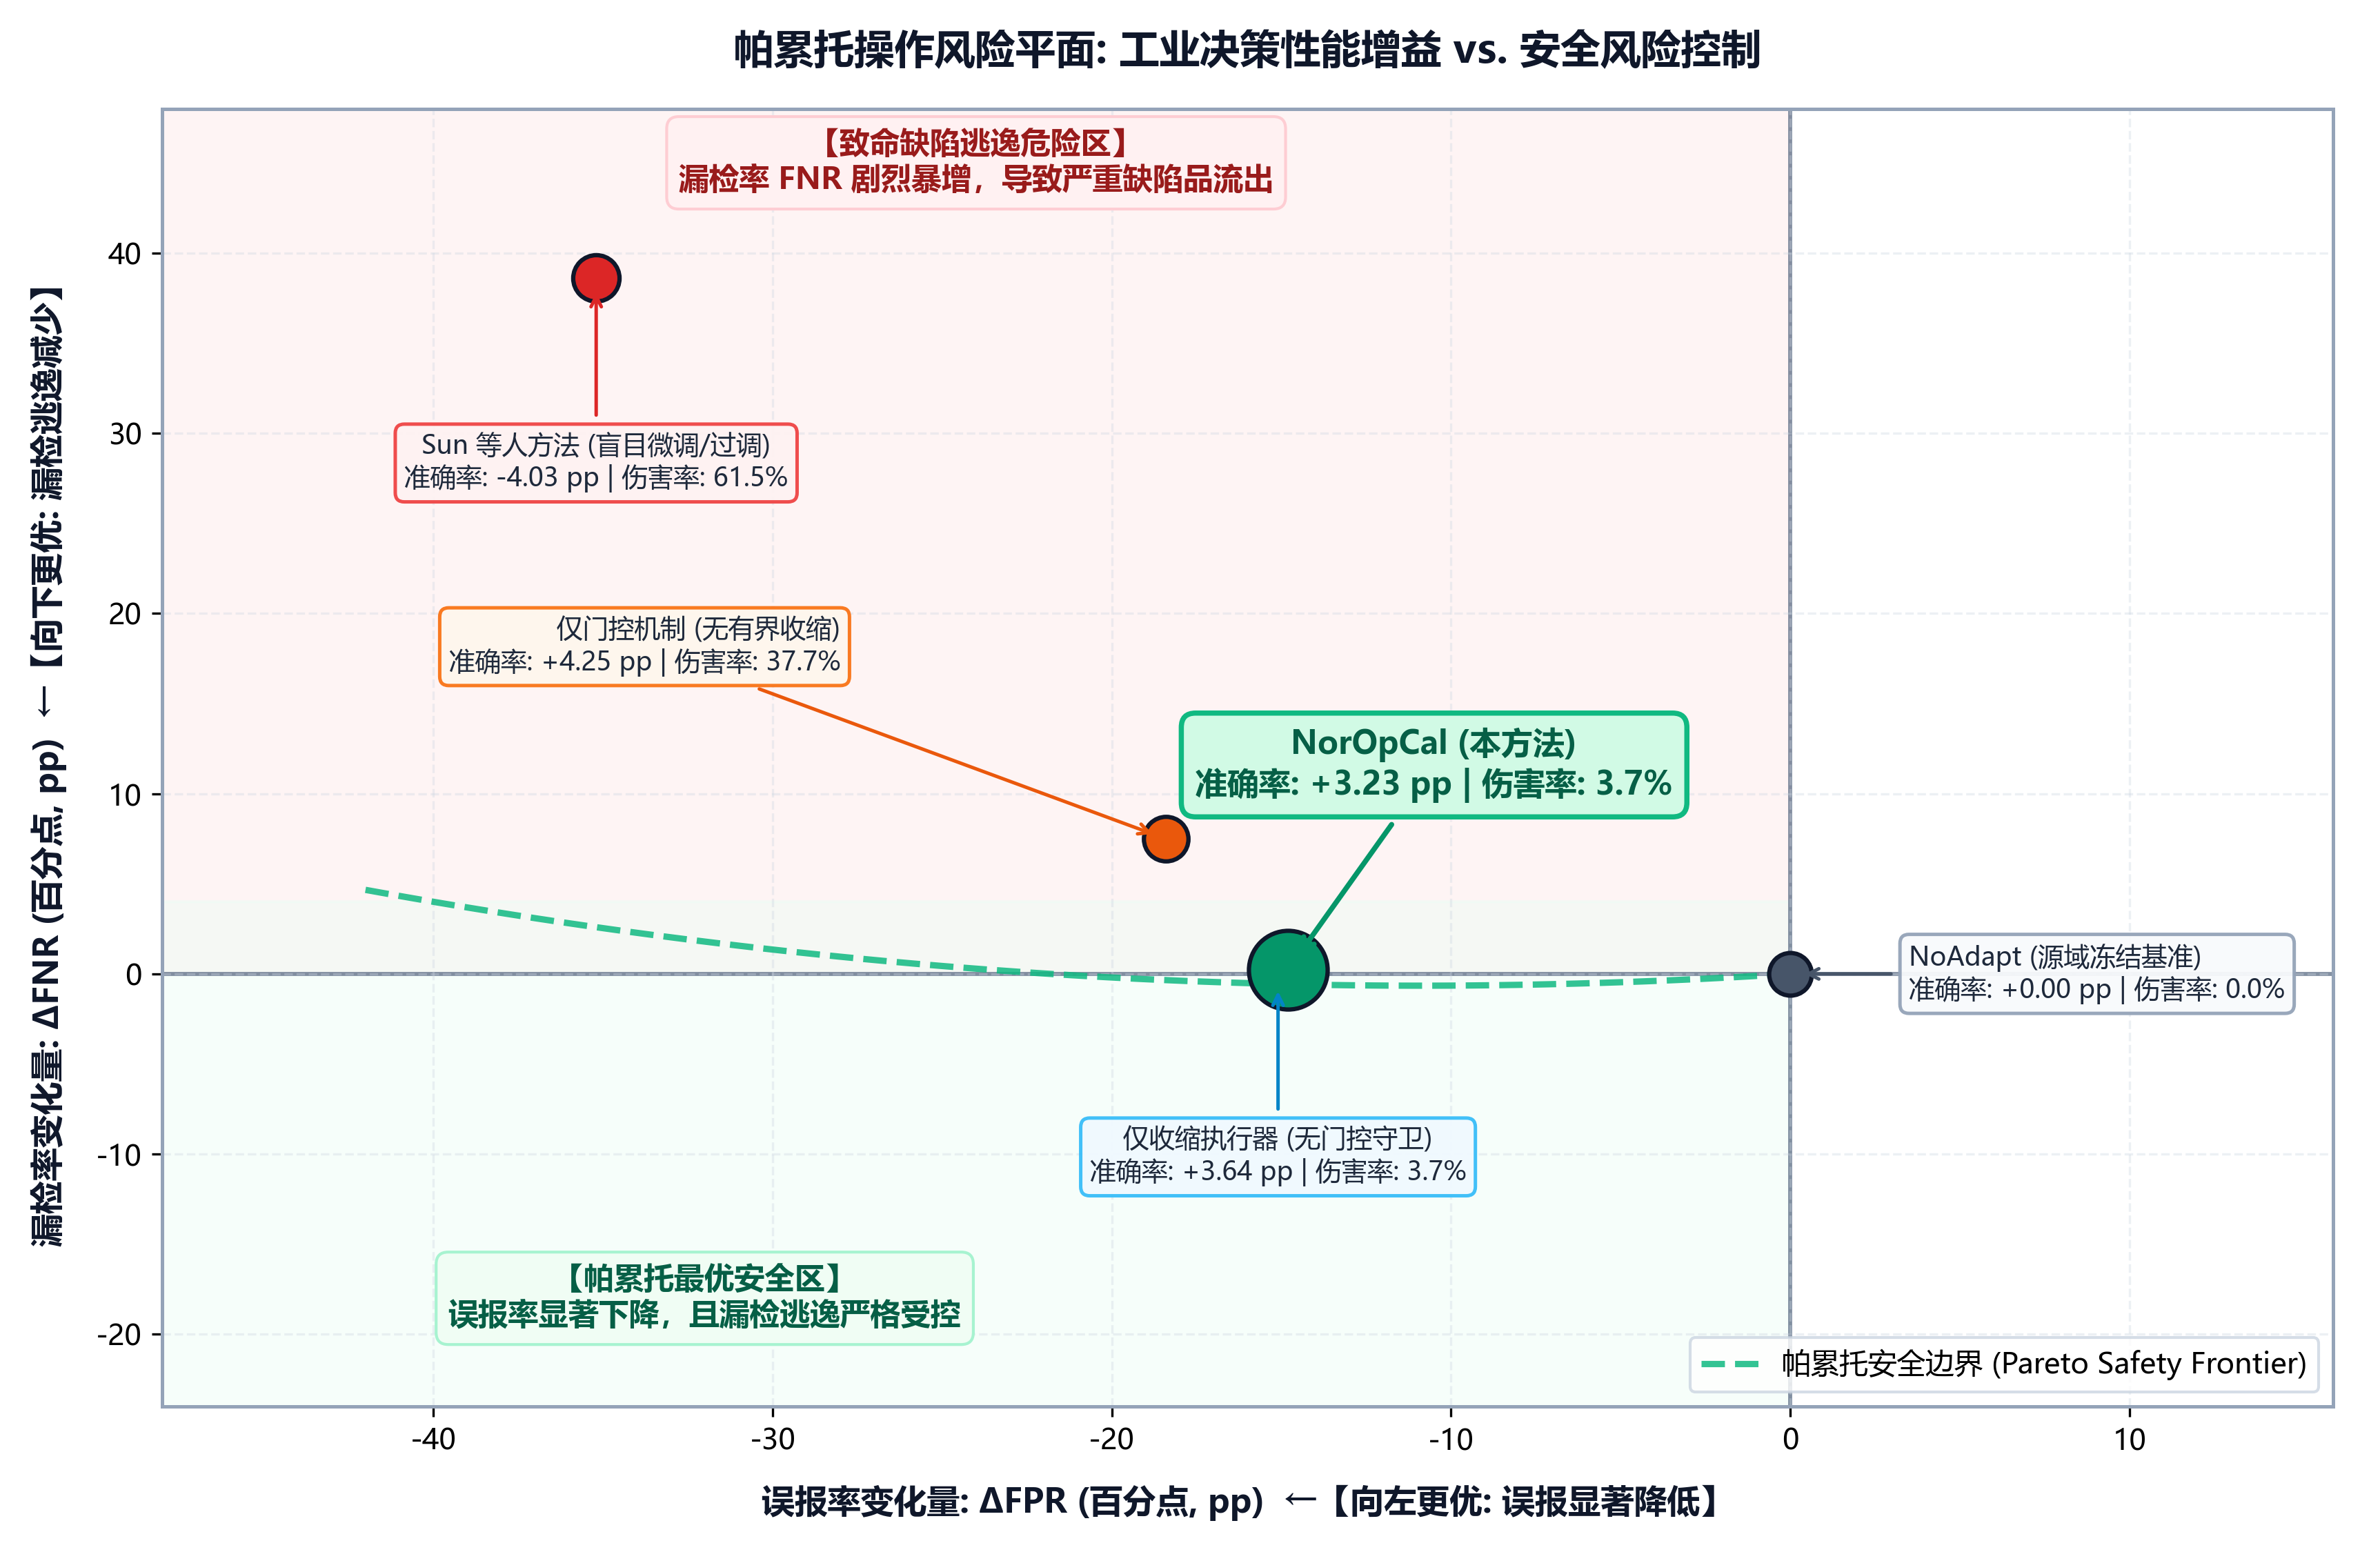 帕累托操作风险平面: 工业决策性能增益 vs. 安全风险控制
【致命缺陷逃逸危险区】
漏检率 FNR 剧烈暴增，导致严重缺陷品流出
Sun 等人方法 (盲目微调/过调)
准确率: -4.03 pp | 伤害率: 61.5%
仅门控机制 (无有界收缩)
准确率: +4.25 pp | 伤害率: 37.7%
NorOpCal (本方法)
准确率: +3.23 pp | 伤害率: 3.7%
NoAdapt (源域冻结基准)
准确率: +0.00 pp | 伤害率: 0.0%
仅收缩执行器 (无门控守卫)
准确率: +3.64 pp | 伤害率: 3.7%
【帕累托最优安全区】
误报率显著下降，且漏检逃逸严格受控
帕累托安全边界 (Pareto Safety Frontier)
漏检率变化量: ΔFNR (百分点, pp) ←【向下更优: 漏检逃逸减少】
40
30
20
10
0
-10
-20
-40
-30
-20
-10
0
10
误报率变化量: ΔFPR (百分点, pp) ←【向左更优: 误报显著降低】